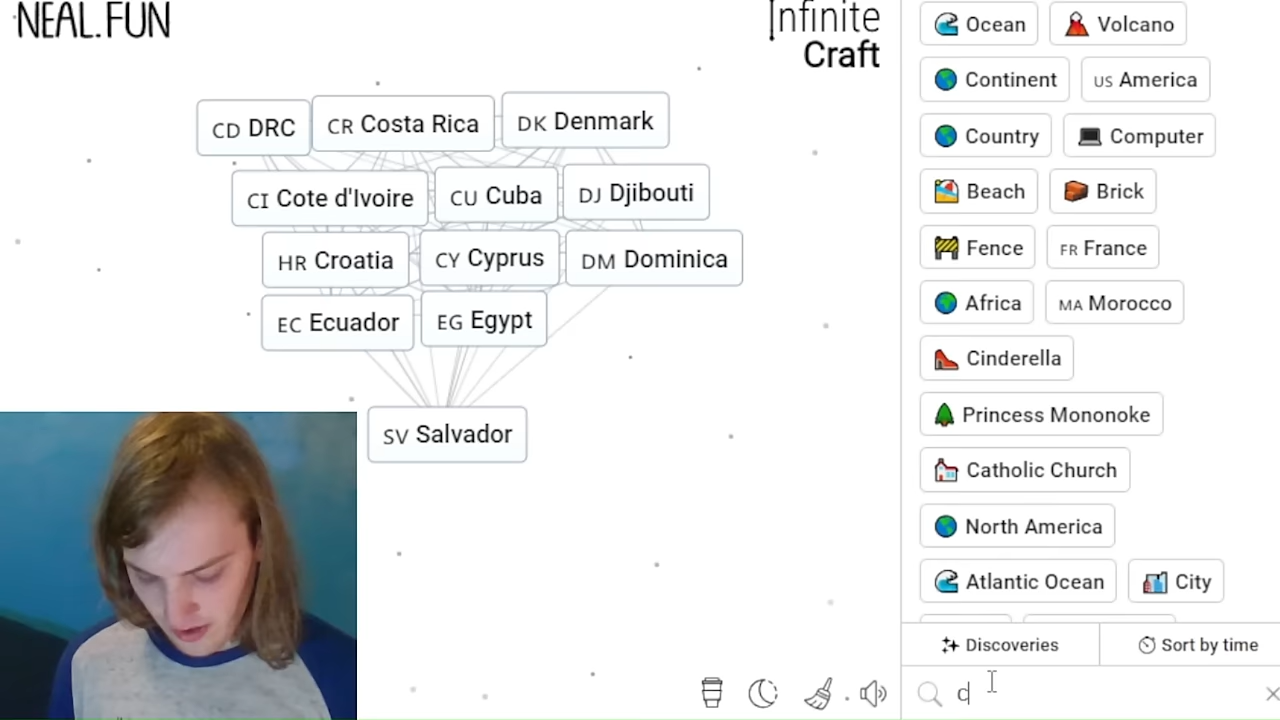 NEAL.FUN
Infinite
Craft
CD DRC
CR Costa Rica
DK Denmark
CI Cote d'Ivoire
CU Cuba
DJ Djibouti
HR Croatia
CY Cyprus
DM Dominica
EC Ecuador
EG Egypt
SV Salvador
Ocean
Volcano
Continent
US America
Country
Computer
Beach
Brick
Fence
FR France
Africa
MA Morocco
Cinderella
Princess Mononoke
Catholic Church
North America
Atlantic Ocean
City
Discoveries
Sort by time
c